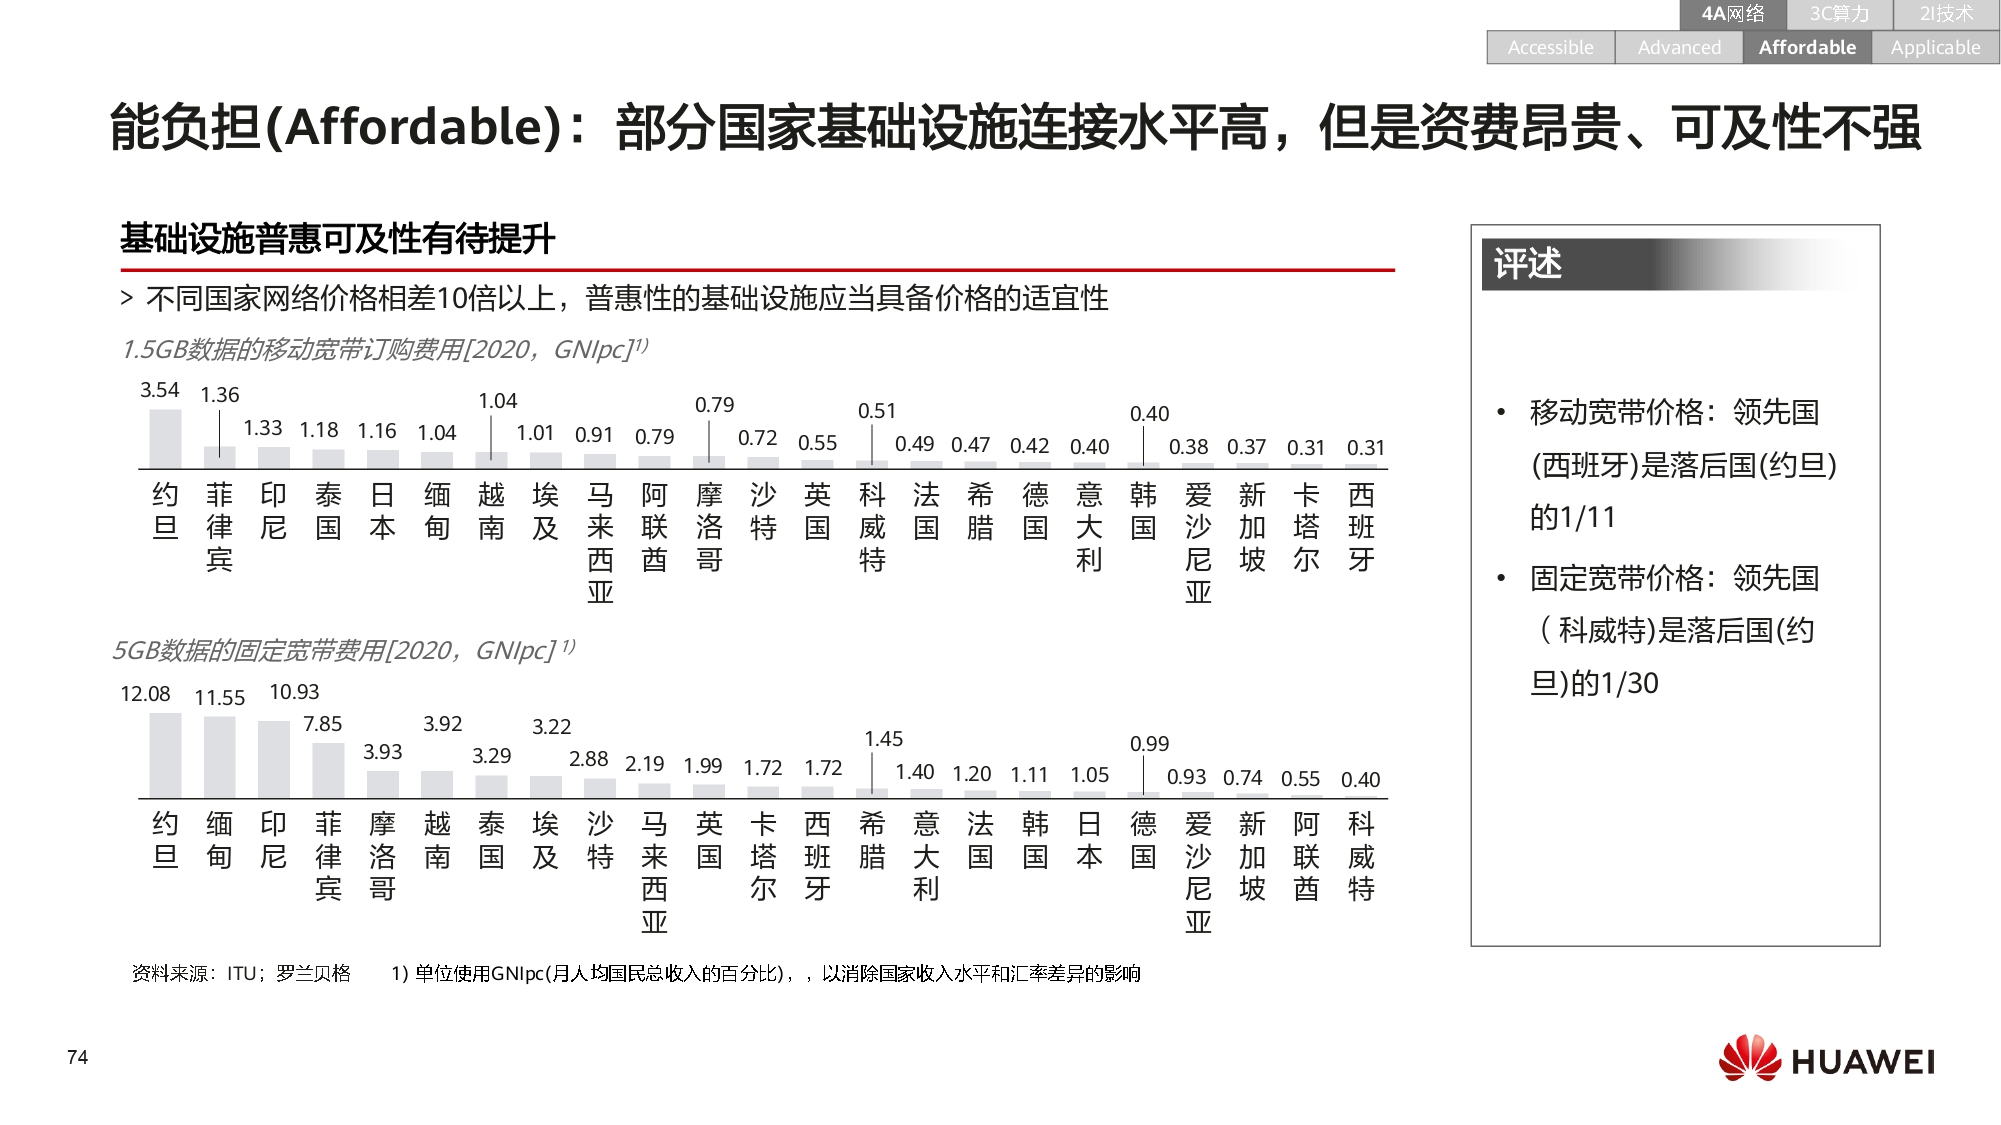 4A网络 3C算力 2I技术
Accessible Advanced Affordable Applicable
能负担(Affordable)：部分国家基础设施连接水平高，但是资费昂贵、可及性不强
基础设施普惠可及性有待提升
> 不同国家网络价格相差10倍以上，普惠性的基础设施应当具备价格的适宜性
1.5GB数据的移动宽带订购费用[2020，GNIpc]1)
3.54 1.36 1.33 1.18 1.16 1.04 1.04 1.01 0.91 0.79 0.79 0.72 0.55 0.51 0.49 0.47 0.42 0.40 0.40 0.38 0.37 0.31 0.31
约旦 菲律宾 印尼 泰国 日本 缅甸 越南 埃及 马来西亚 阿联酋 摩洛哥 沙特 英国 科威特 法国 希腊 德国 意大利 韩国 爱沙尼亚 新加坡 卡塔尔 西班牙
5GB数据的固定宽带费用[2020，GNIpc] 1)
12.08 11.55 10.93 7.85 3.93 3.92 3.29 3.22 2.88 2.19 1.99 1.72 1.72 1.45 1.40 1.20 1.11 1.05 0.99 0.93 0.74 0.55 0.40
约旦 缅甸 印尼 菲律宾 摩洛哥 越南 泰国 埃及 沙特 马来西亚 英国 卡塔尔 西班牙 希腊 意大利 法国 韩国 日本 德国 爱沙尼亚 新加坡 阿联酋 科威特
资料来源：ITU；罗兰贝格 1) 单位使用GNIpc(月人均国民总收入的百分比)，，以消除国家收入水平和汇率差异的影响
评述
• 移动宽带价格：领先国
(西班牙)是落后国(约旦)
的1/11
• 固定宽带价格：领先国
（ 科威特)是落后国(约
旦)的1/30
74
HUAWEI